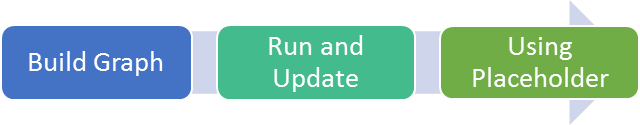 Build Graph
Run and
Update
Using
Placeholder